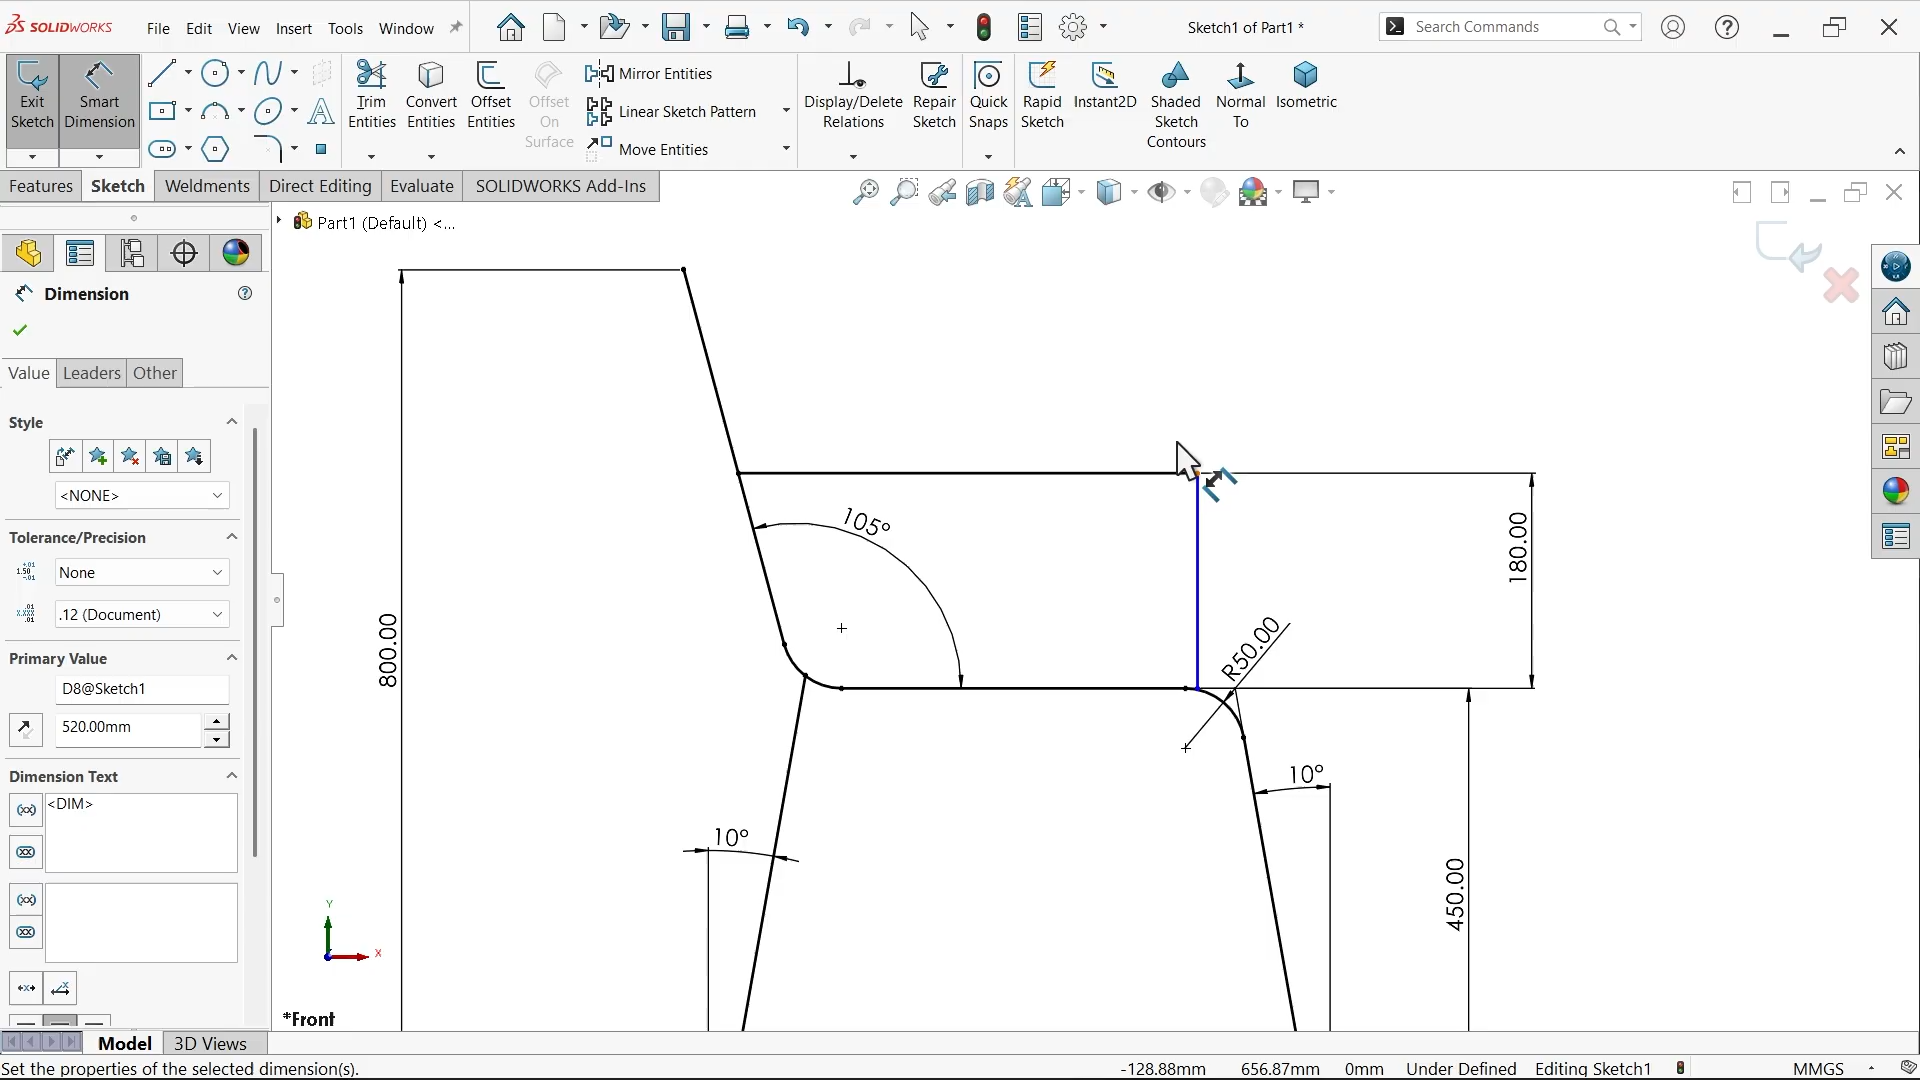 SOLIDWORKS File Edit View Insert Tools Window Sketch1 of Part1 * Search Commands
Exit Sketch
Smart Dimension
Trim Entities
Convert Entities
Offset Entities
Offset On Surface
Mirror Entities
Linear Sketch Pattern
Move Entities
Display/Delete Relations
Repair Sketch
Quick Snaps
Rapid Sketch
Instant2D
Shaded Sketch Contours
Normal To
Isometric
Features Sketch Weldments Direct Editing Evaluate SOLIDWORKS Add-Ins
Part1 (Default) <...
Dimension
Value Leaders Other
Style
<NONE>
Tolerance/Precision
None
.12 (Document)
Primary Value
D8@Sketch1
520.00mm
Dimension Text
<DIM>
800.00
105°
180.00
R50.00
10°
10°
450.00
Y
X
*Front
Model 3D Views
Set the properties of the selected dimension(s). -128.88mm 656.87mm 0mm Under Defined Editing Sketch1 MMGS